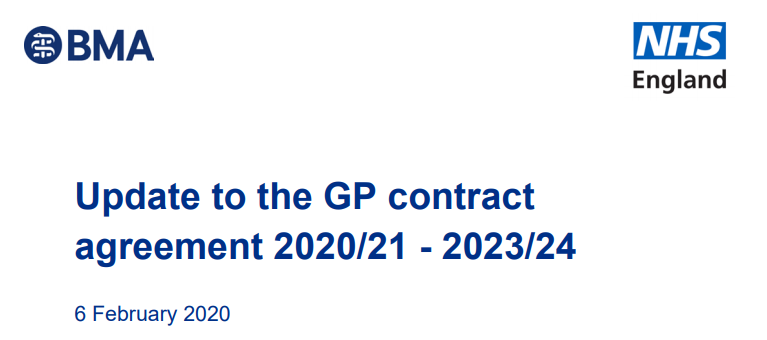 BMA
NHS
England
Update to the GP contract
agreement 2020/21 - 2023/24
6 February 2020